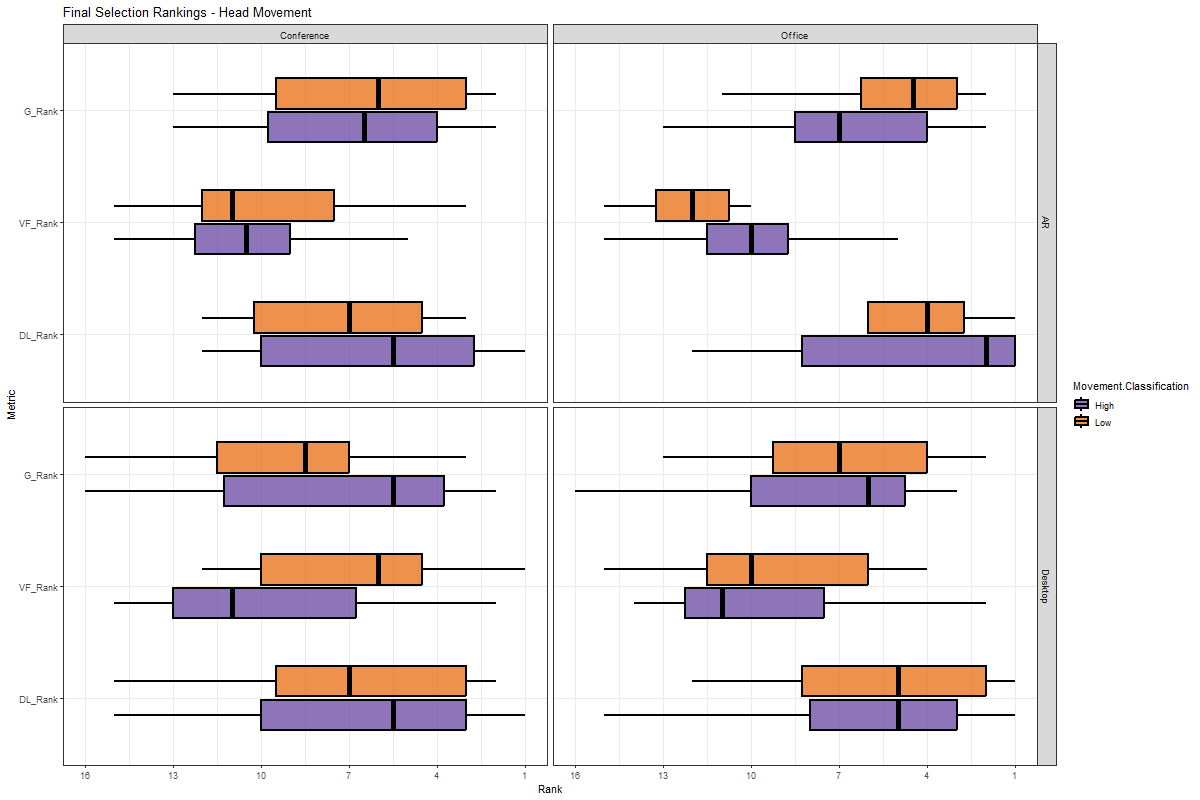 Final Selection Rankings - Head Movement
Conference
Office
G_Rank
VF_Rank
DL_Rank
AR
Metric
Movement.Classification
High
Low
G_Rank
VF_Rank
DL_Rank
Desktop
16 13 10 7 4 1 16 13 10 7 4 1
Rank